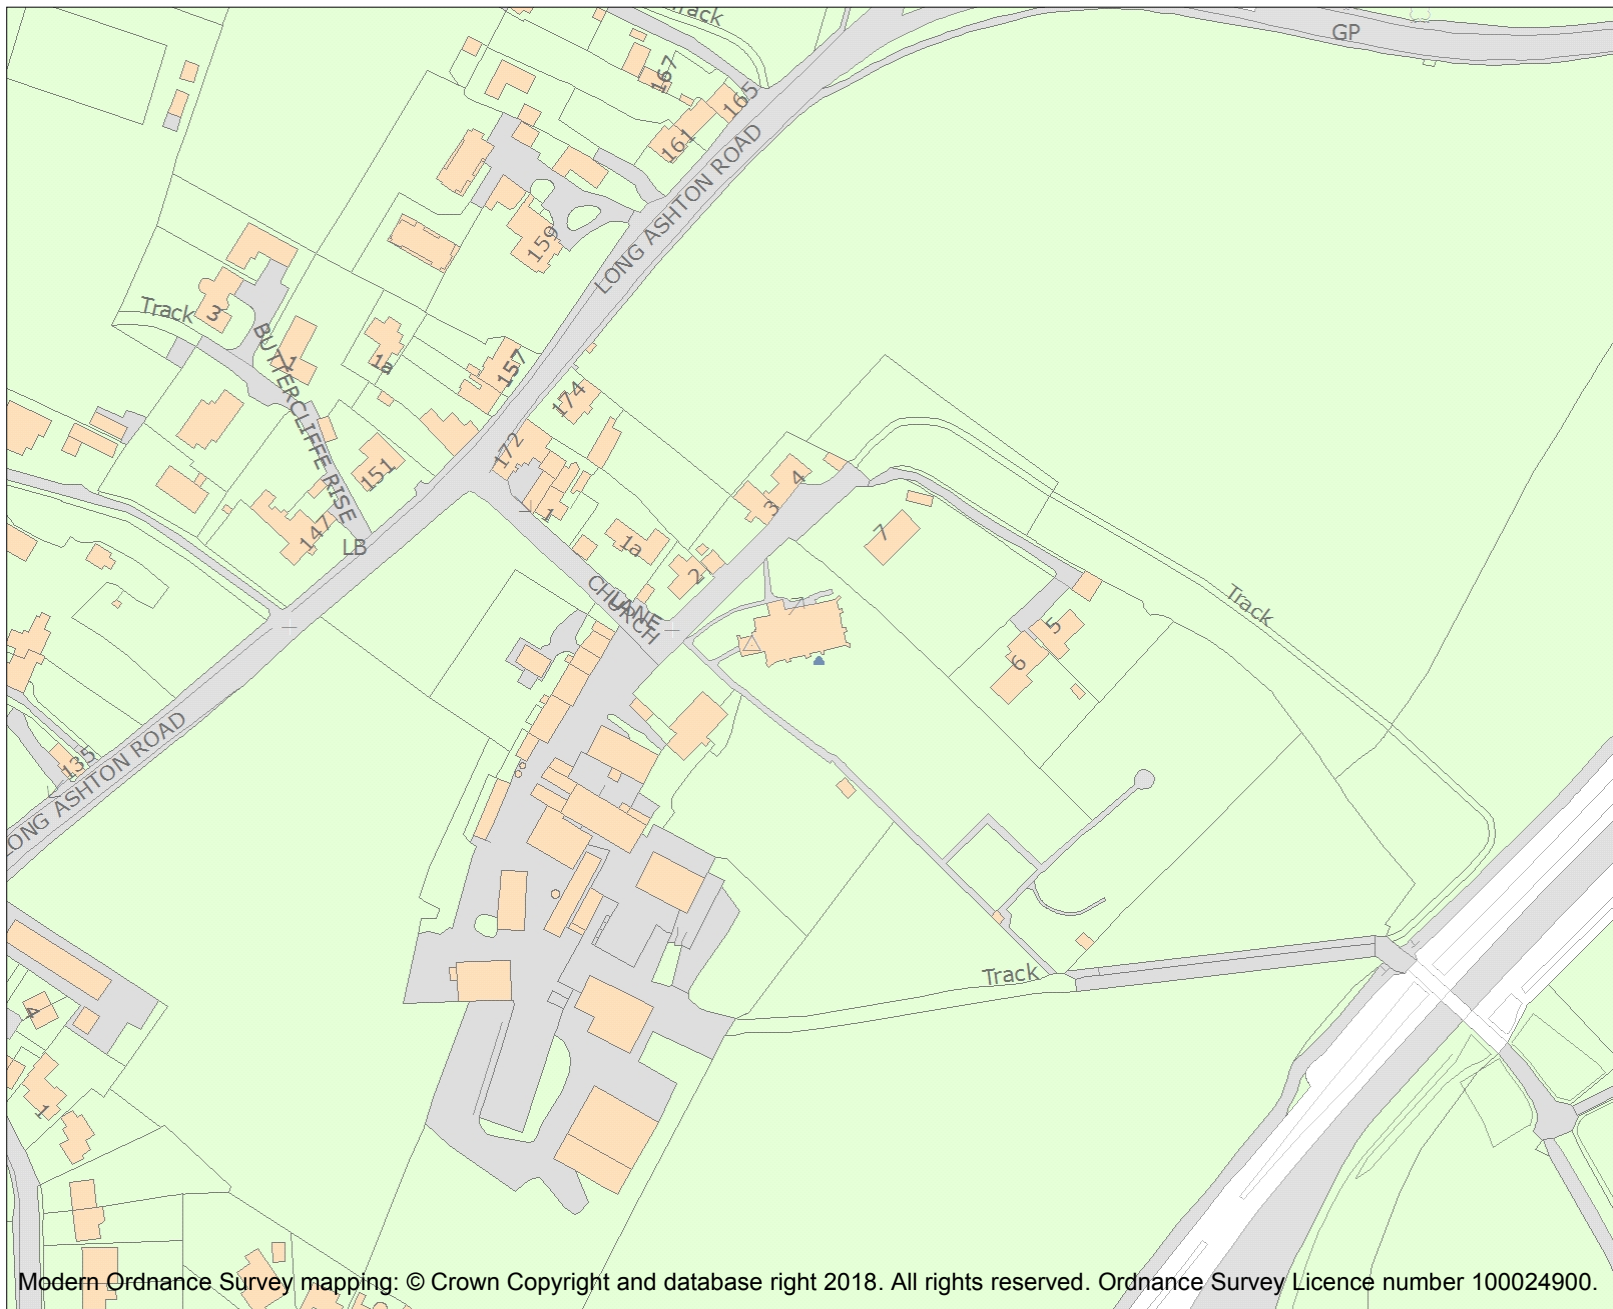 Track
GP
167
165
161
LONG ASHTON ROAD
159
Track
3
BUTTERCLIFFE RISE
1
1a
157
174
172
151
147
LB
1
1a
2
3
4
7
CHURCH
LANE
5
6
Track
135
LONG ASHTON ROAD
Track
4
1
Modern Ordnance Survey mapping: © Crown Copyright and database right 2018. All rights reserved. Ordnance Survey Licence number 100024900.